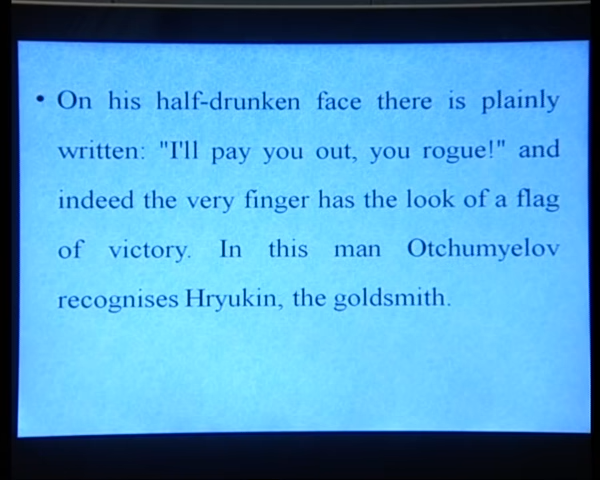 • On his half-drunken face there is plainly
written: "I'll pay you out, you rogue!" and
indeed the very finger has the look of a flag
of victory. In this man Otchumyelov
recognises Hryukin, the goldsmith.